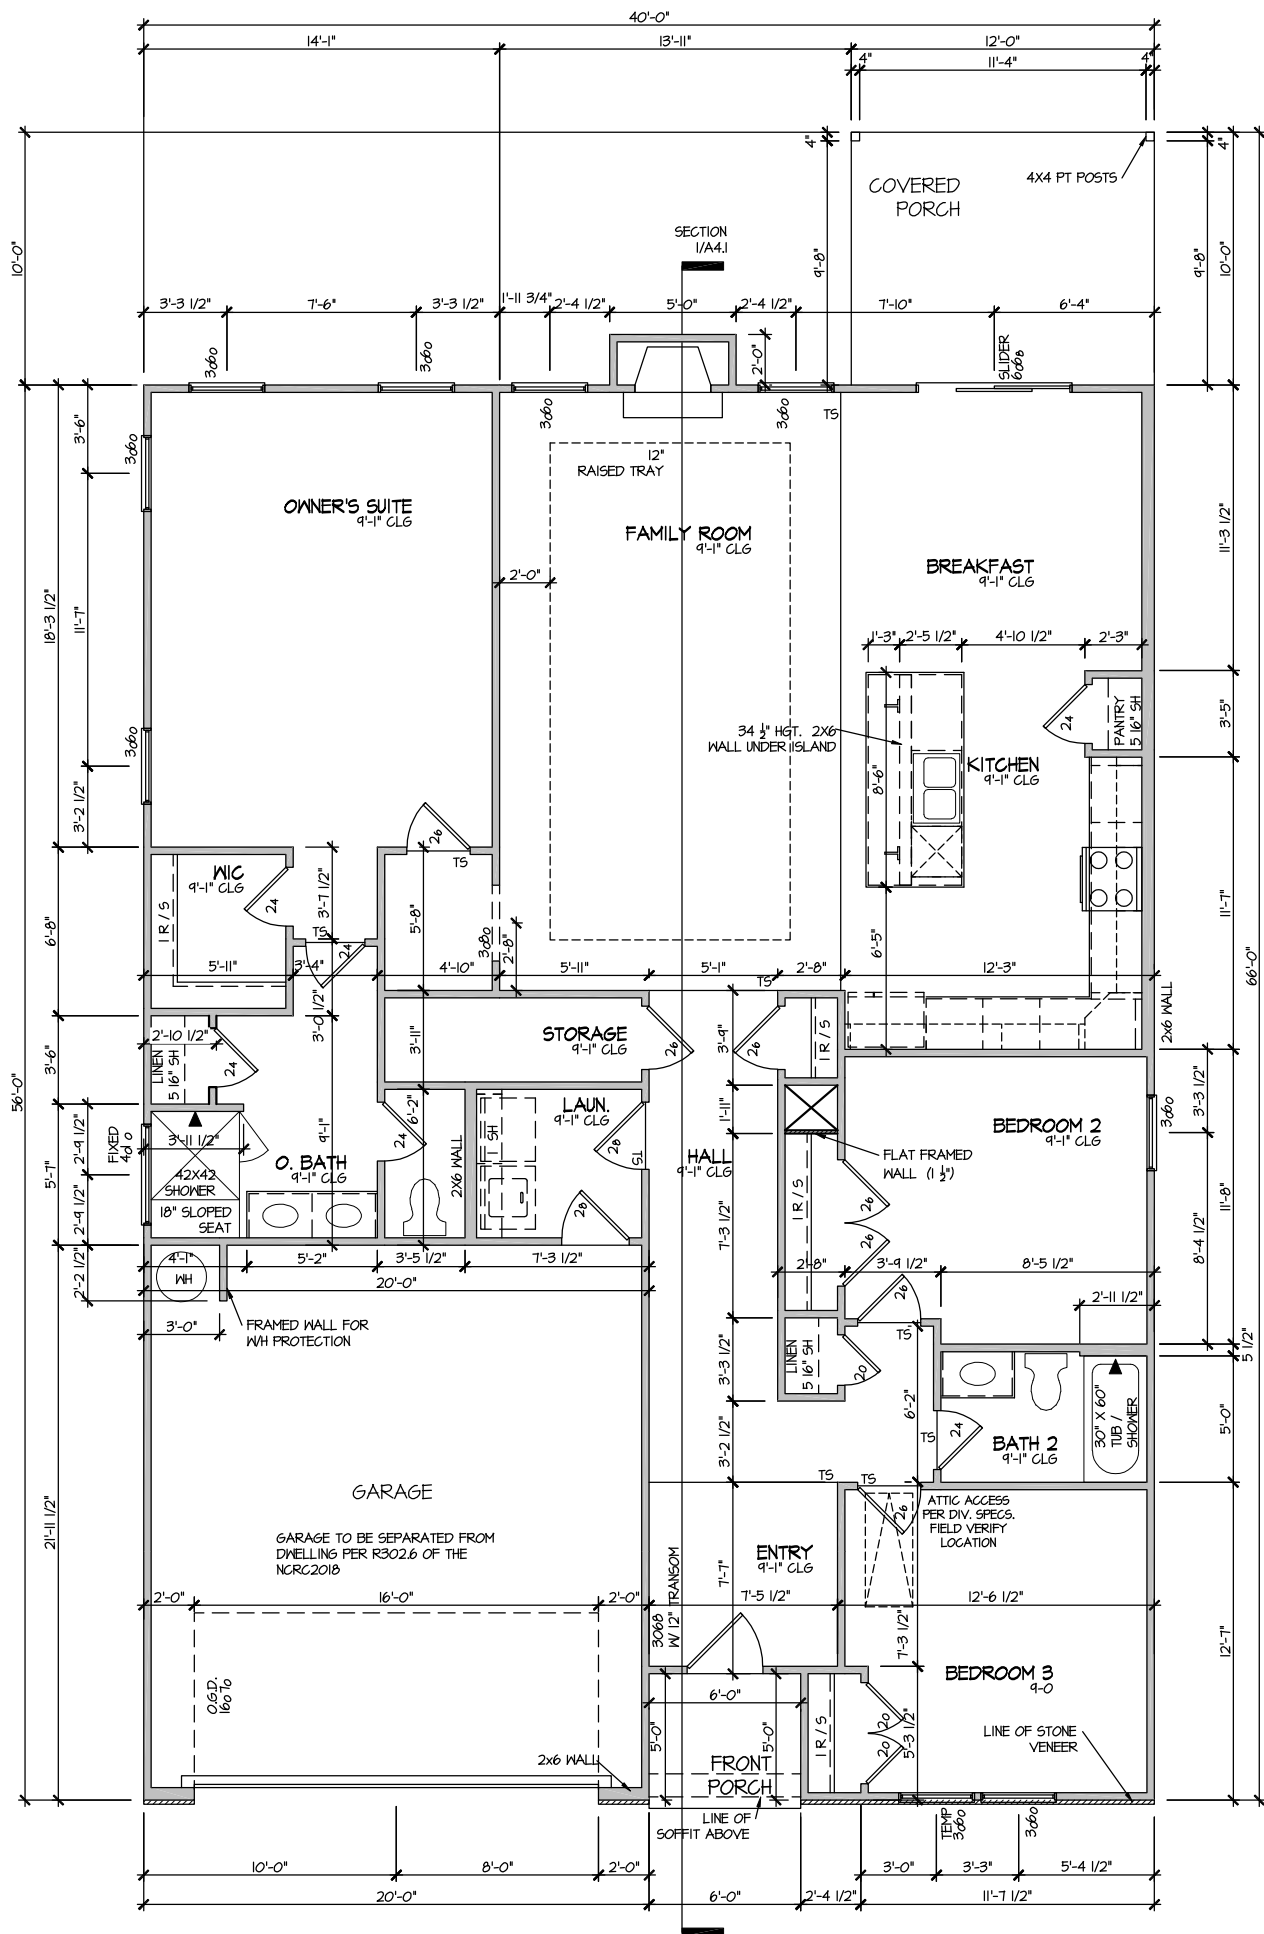 40'-0"
14'-1"
13'-11"
12'-0"
4"
11'-4"
4"
4"
4"
4X4 PT POSTS
COVERED
PORCH
SECTION
1/A4.1
10'-0"
9'-8"
9'-8"
10'-0"
3'-3 1/2"
7'-6"
3'-3 1/2"
1'-11 3/4"
2'-4 1/2"
5'-0"
2'-4 1/2"
7'-10"
6'-4"
2'-0"
SLIDER
6068
3060
3060
3060
3060
TS
3'-6"
3060
12"
RAISED TRAY
OWNER'S SUITE
9'-1" CLG
FAMILY ROOM
9'-1" CLG
BREAKFAST
9'-1" CLG
11'-3 1/2"
2'-0"
18'-3 1/2"
11'-7"
1'-3"
2'-5 1/2"
4'-10 1/2"
2'-3"
3060
34 1/2" HGT. 2X6
WALL UNDER ISLAND
8'-6"
24
PANTRY
5 16" SH
3'-5"
KITCHEN
9'-1" CLG
3'-2 1/2"
26
TS
WIC
9'-1" CLG
1 R / S
24
3'-7 1/2"
5'-8"
TS
24
3080
2'-8"
6'-5"
11'-7"
6'-8"
66'-0"
5'-11"
3'-4"
4'-10"
5'-11"
5'-1"
2'-8"
12'-3"
TS
3'-0 1/2"
2X6 WALL
2'-10 1/2"
LINEN
5 16" SH
24
3'-11"
STORAGE
9'-1" CLG
26
3'-9"
26
1 R / S
3'-6"
56'-0"
6'-2"
LAUN.
9'-1" CLG
1 SH
28
TS
1'-11"
BEDROOM 2
9'-1" CLG
3060
3'-3 1/2"
FIXED
4010
2'-9 1/2"
3'-11 1/2"
42X42
SHOWER
18" SLOPED
SEAT
9'-1"
O. BATH
9'-1" CLG
24
2X6 WALL
28
HALL
9'-1" CLG
FLAT FRAMED
WALL (1 1/2")
1 R / S
26
26
7'-3 1/2"
5'-7"
2'-9 1/2"
11'-8"
8'-4 1/2"
2'-2 1/2"
4'-1"
5'-2"
3'-5 1/2"
7'-3 1/2"
20'-0"
WH
3'-0"
FRAMED WALL FOR
W/H PROTECTION
2'-8"
3'-9 1/2"
8'-5 1/2"
26
2'-11 1/2"
TS
5 1/2"
3'-3 1/2"
LINEN
5 16" SH
20
6'-2"
3'-2 1/2"
TS
24
BATH 2
9'-1" CLG
30" X 60"
TUB /
SHOWER
5'-0"
TS
TS
26
ATTIC ACCESS
PER DIV. SPECS.
FIELD VERIFY
LOCATION
GARAGE
GARAGE TO BE SEPARATED FROM
DWELLING PER R302.6 OF THE
NCRC2018
21'-11 1/2"
ENTRY
9'-1" CLG
7'-7"
2'-0"
16'-0"
2'-0"
7'-5 1/2"
12'-6 1/2"
3068
W/ 12" TRANSOM
7'-3 1/2"
12'-7"
BEDROOM 3
9-0
O.G.D.
16070
6'-0"
5'-0"
5'-0"
1 R / S
20
20
5'-3 1/2"
LINE OF STONE
VENEER
2x6 WALL
FRONT
PORCH
LINE OF
SOFFIT ABOVE
TEMP
3060
3060
10'-0"
8'-0"
2'-0"
3'-0"
3'-3"
5'-4 1/2"
20'-0"
6'-0"
2'-4 1/2"
11'-7 1/2"